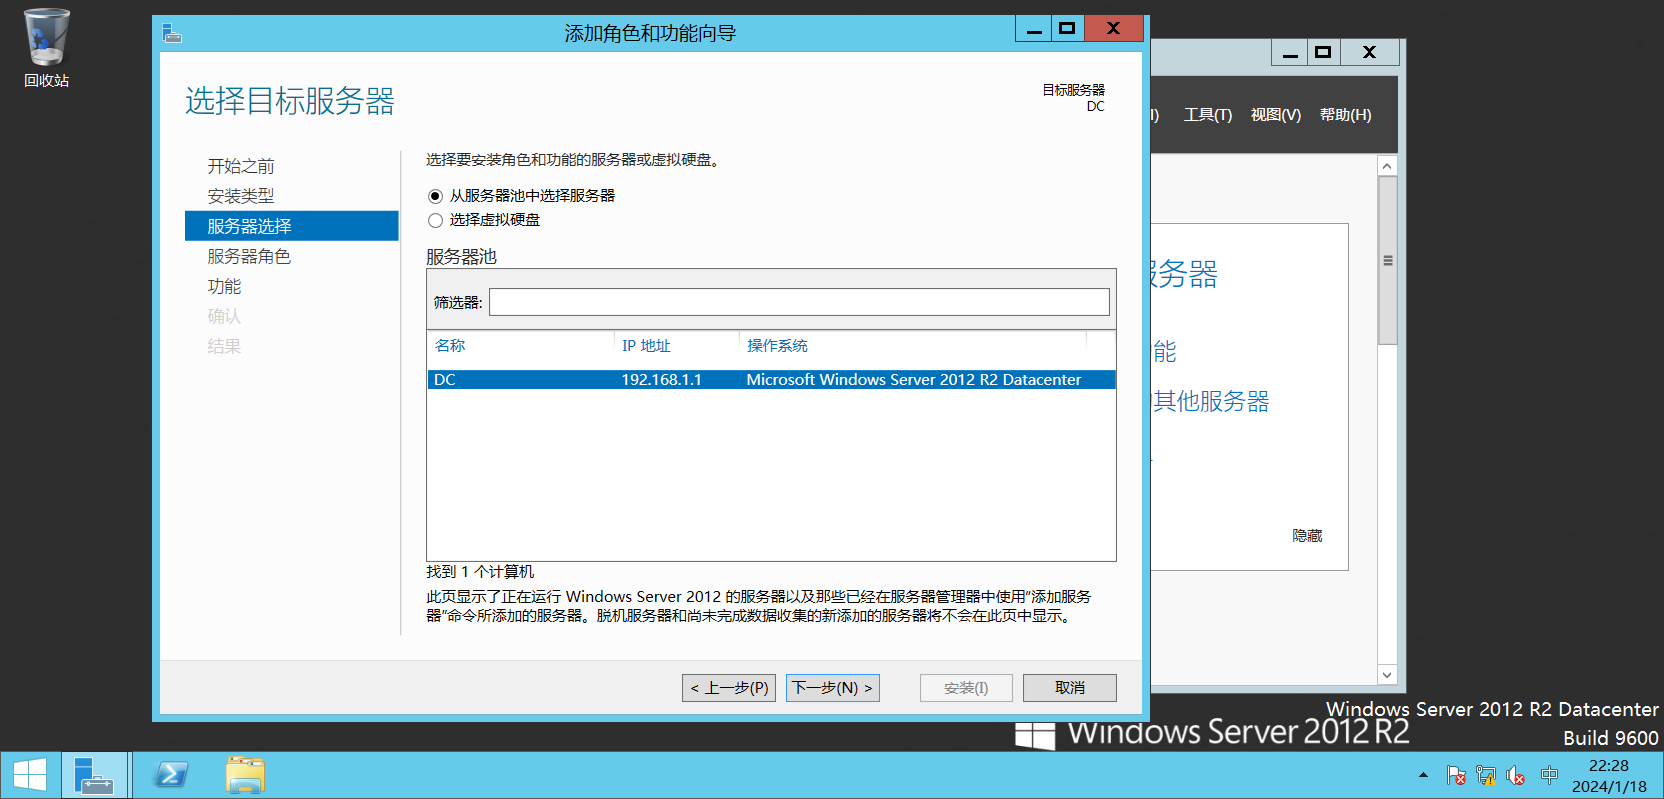 回收站
添加角色和功能向导
选择目标服务器
目标服务器
DC
开始之前
安装类型
服务器选择
服务器角色
功能
确认
结果
选择要安装角色和功能的服务器或虚拟硬盘。
从服务器池中选择服务器
选择虚拟硬盘
服务器池
筛选器:
名称 IP 地址 操作系统
DC 192.168.1.1 Microsoft Windows Server 2012 R2 Datacenter
找到 1 个计算机
此页显示了正在运行 Windows Server 2012 的服务器以及那些已经在服务器管理器中使用“添加服务
器”命令所添加的服务器。脱机服务器和尚未完成数据收集的新添加的服务器将不会在此页中显示。
< 上一步(P) 下一步(N) > 安装(I) 取消
工具(T) 视图(V) 帮助(H)
务器
能
其他服务器
隐藏
Windows Server 2012 R2 Datacenter
Windows Server 2012 R2
Build 9600
中
22:28
2024/1/18